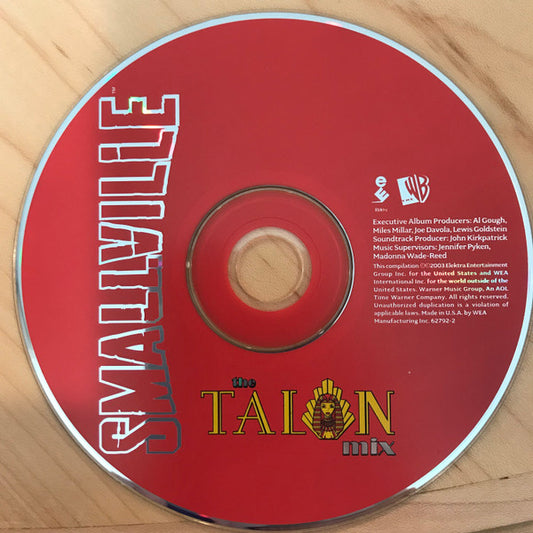 SMALLVILLE
TM
the
TALON
mix
THE
WB
Executive Album Producers: Al Gough,
Miles Millar, Joe Davola, Lewis Goldstein
Soundtrack Producer: John Kirkpatrick
Music Supervisors: Jennifer Pyken,
Madonna Wade-Reed
This compilation ©℗2003 Elektra Entertainment
Group Inc. for the United States and WEA
International Inc. for the world outside of the
United States. Warner Music Group, An AOL
Time Warner Company. All rights reserved.
Unauthorized duplication is a violation of
applicable laws. Made in U.S.A. by WEA
Manufacturing Inc. 62792-2